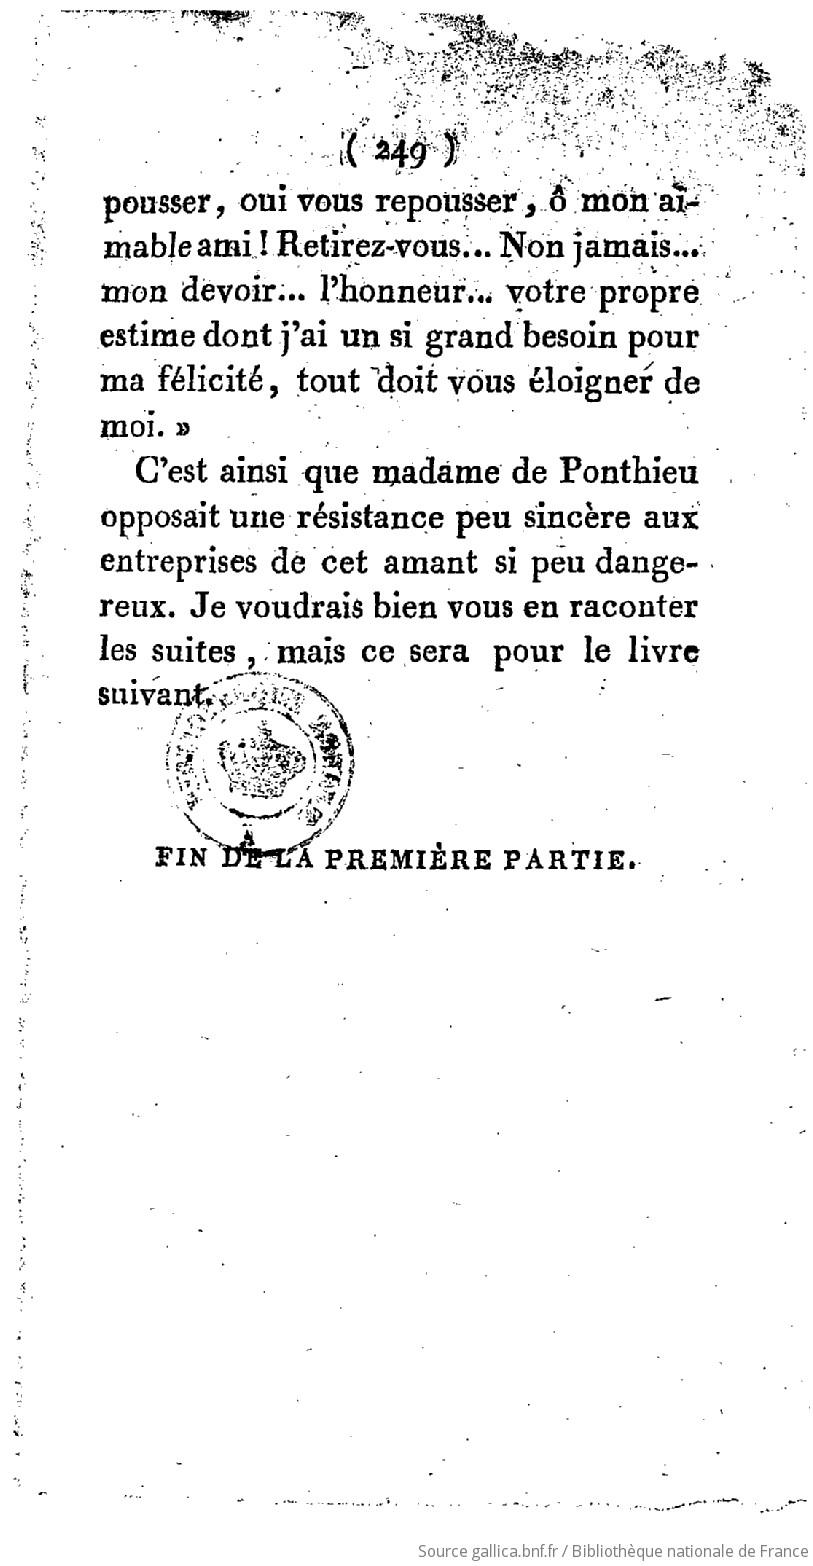 ( 249 )
pousser, oui vous repousser, ô mon ai-
mable ami ! Retirez-vous... Non jamais...
mon devoir... l'honneur... votre propre
estime dont j'ai un si grand besoin pour
ma félicité, tout doit vous éloigner de
moi. »
C'est ainsi que madame de Ponthieu
opposait une résistance peu sincère aux
entreprises de cet amant si peu dange-
reux. Je voudrais bien vous en raconter
les suites, mais ce sera pour le livre
suivant.
FIN DE LA PREMIÈRE PARTIE.
Source gallica.bnf.fr / Bibliothèque nationale de France